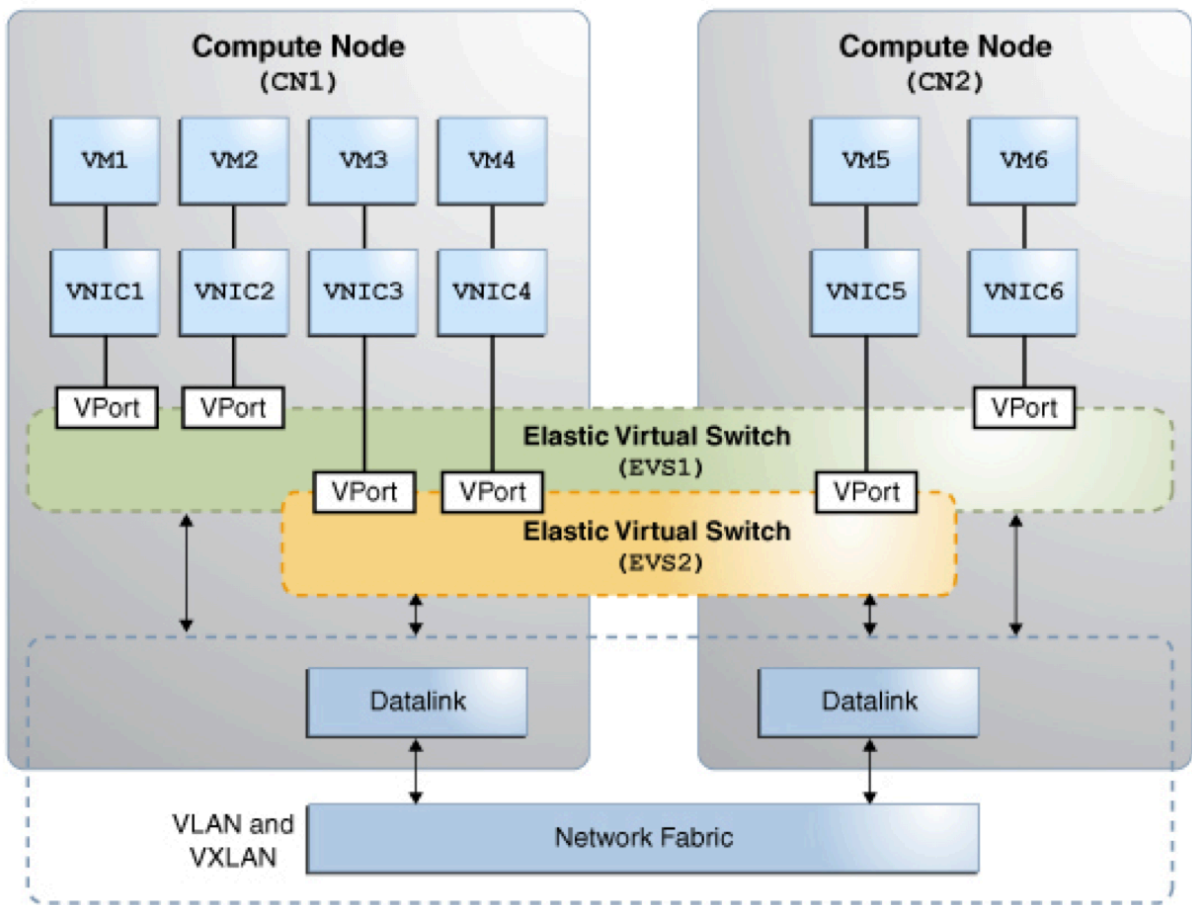 Compute Node
(CN1)
Compute Node
(CN2)
VM1
VM2
VM3
VM4
VM5
VM6
VNIC1
VNIC2
VNIC3
VNIC4
VNIC5
VNIC6
VPort
VPort
VPort
Elastic Virtual Switch
(EVS1)
VPort
VPort
VPort
Elastic Virtual Switch
(EVS2)
Datalink
Datalink
VLAN and
VXLAN
Network Fabric